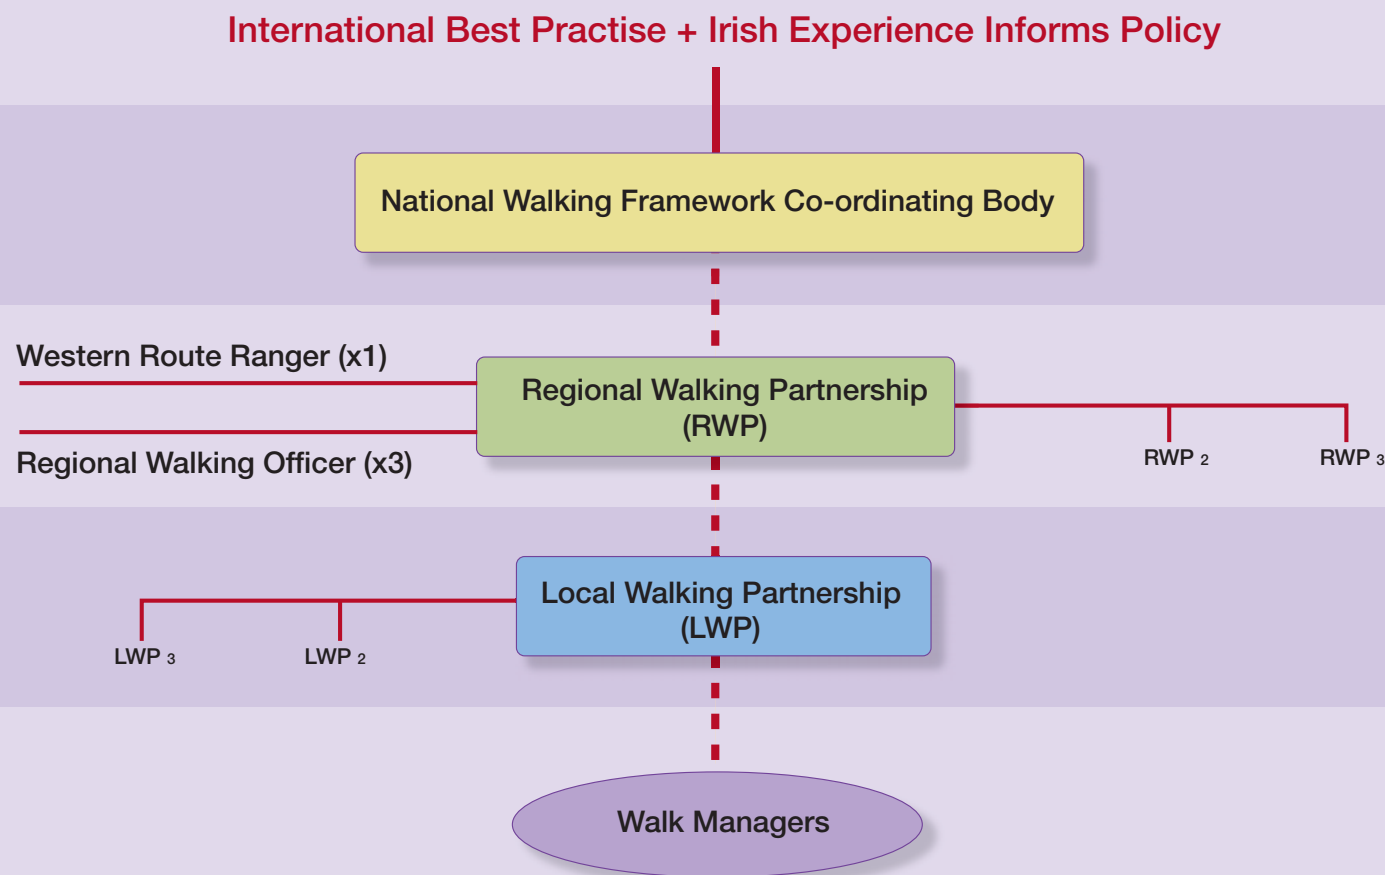 International Best Practise + Irish Experience Informs Policy
National Walking Framework Co-ordinating Body
Western Route Ranger (x1)
Regional Walking Officer (x3)
Regional Walking Partnership
(RWP)
RWP 2
RWP 3
Local Walking Partnership
(LWP)
LWP 3
LWP 2
Walk Managers